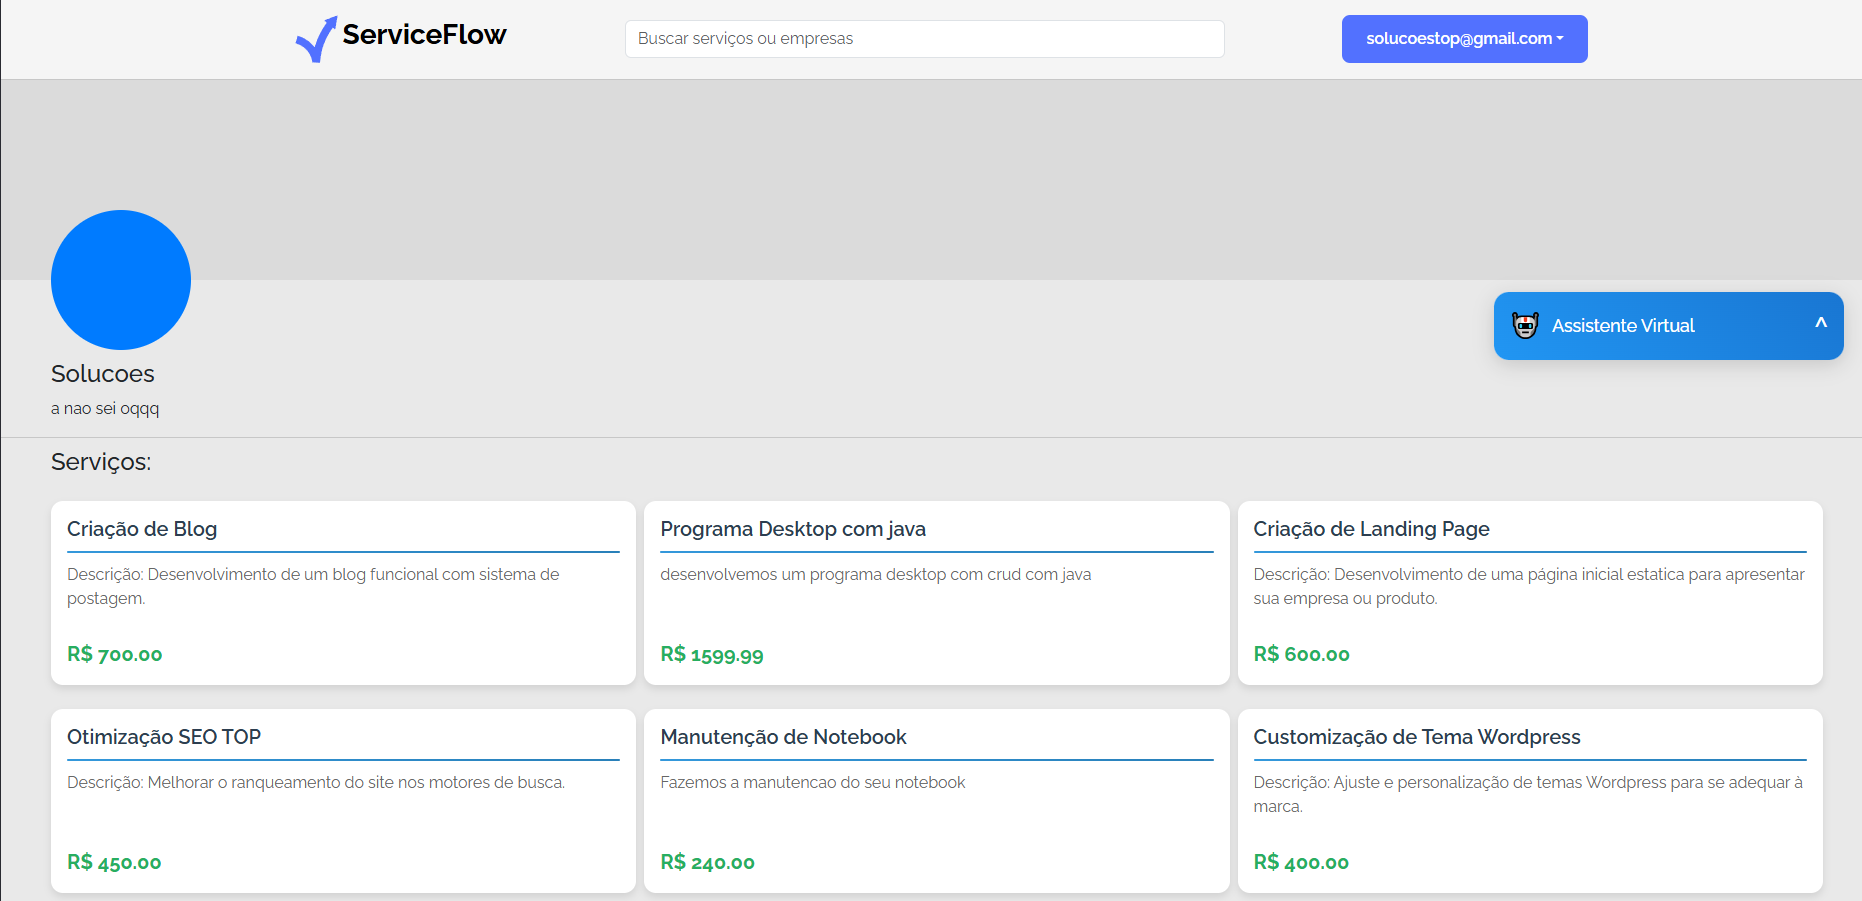 ServiceFlow
Buscar serviços ou empresas
solucoestop@gmail.com
Assistente Virtual
^
Solucoes
a nao sei oqqq
Serviços:
Criação de Blog
Descrição: Desenvolvimento de um blog funcional com sistema de
postagem.
R$ 700.00
Programa Desktop com java
desenvolvemos um programa desktop com crud com java
R$ 1599.99
Criação de Landing Page
Descrição: Desenvolvimento de uma página inicial estatica para apresentar
sua empresa ou produto.
R$ 600.00
Otimização SEO TOP
Descrição: Melhorar o ranqueamento do site nos motores de busca.
R$ 450.00
Manutenção de Notebook
Fazemos a manutencao do seu notebook
R$ 240.00
Customização de Tema Wordpress
Descrição: Ajuste e personalização de temas Wordpress para se adequar à
marca.
R$ 400.00